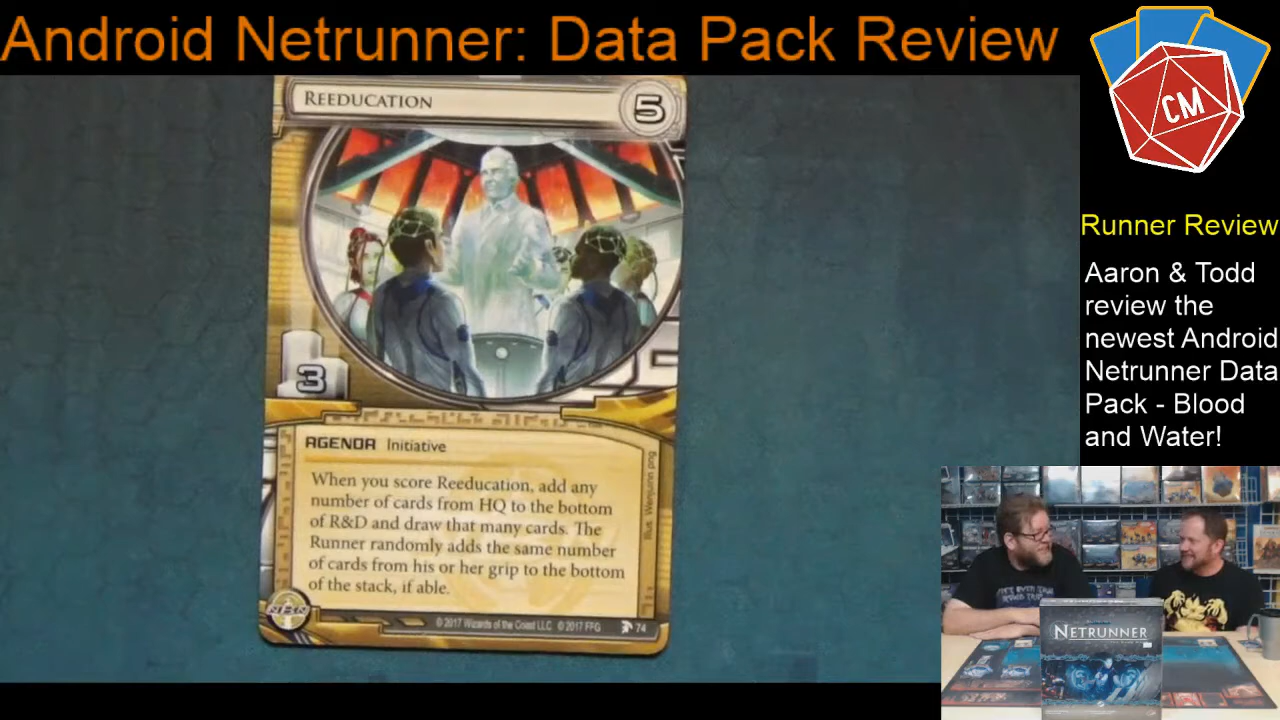 Android Netrunner: Data Pack Review
CM
REEDUCATION
5
3
AGENDA Initiative
When you score Reeducation, add any
number of cards from HQ to the bottom
of R&D and draw that many cards. The
Runner randomly adds the same number
of cards from his or her grip to the bottom
of the stack, if able.
Illus. Wenjuinn png
NBN
© 2017 Wizards of the Coast LLC © 2017 FFG
74
Runner Review
Aaron & Todd
review the
newest Android
Netrunner Data
Pack - Blood
and Water!
NETRUNNER